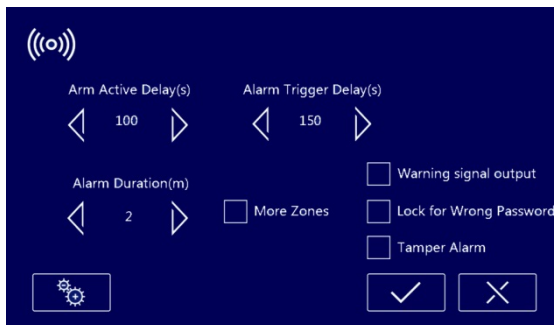 Arm Active Delay(s)
Alarm Trigger Delay(s)
100
150
Alarm Duration(m)
2
More Zones
Warning signal output
Lock for Wrong Password
Tamper Alarm